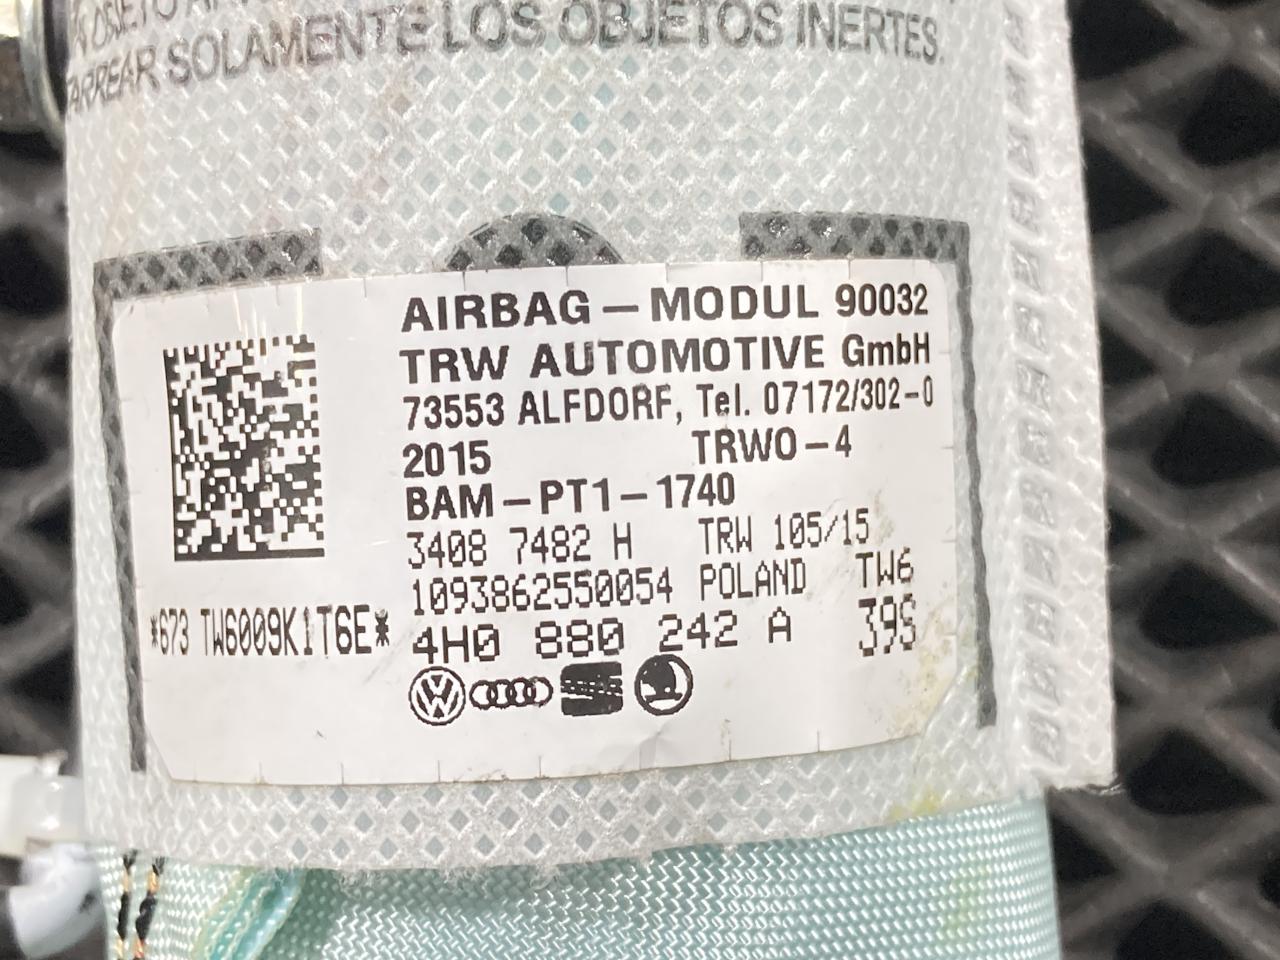 ARREAR SOLAMENTE LOS OBJETOS INERTES.
AIRBAG – MODUL 90032
TRW AUTOMOTIVE GmbH
73553 ALFDORF, Tel. 07172/302-0
2015 TRWO – 4
BAM – PT1 – 1740
3408 7482 H TRW 105/15
1093862550054 POLAND TW6
*673 TW6009K1T6E* 4H0 880 242 A 39S